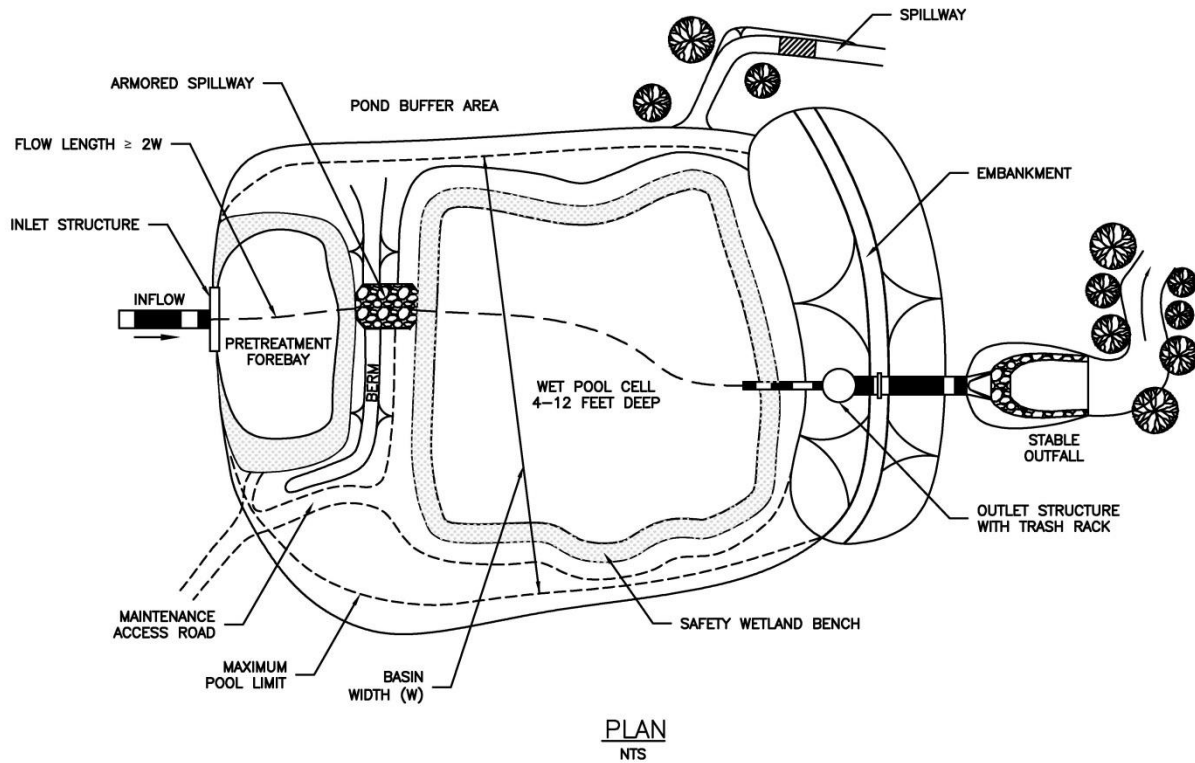 SPILLWAY
ARMORED SPILLWAY
POND BUFFER AREA
FLOW LENGTH ≥ 2W
EMBANKMENT
INLET STRUCTURE
INFLOW
PRETREATMENT
FOREBAY
BERM
WET POOL CELL
4–12 FEET DEEP
STABLE
OUTFALL
OUTLET STRUCTURE
WITH TRASH RACK
MAINTENANCE
ACCESS ROAD
SAFETY WETLAND BENCH
MAXIMUM
POOL LIMIT
BASIN
WIDTH (W)
PLAN
NTS